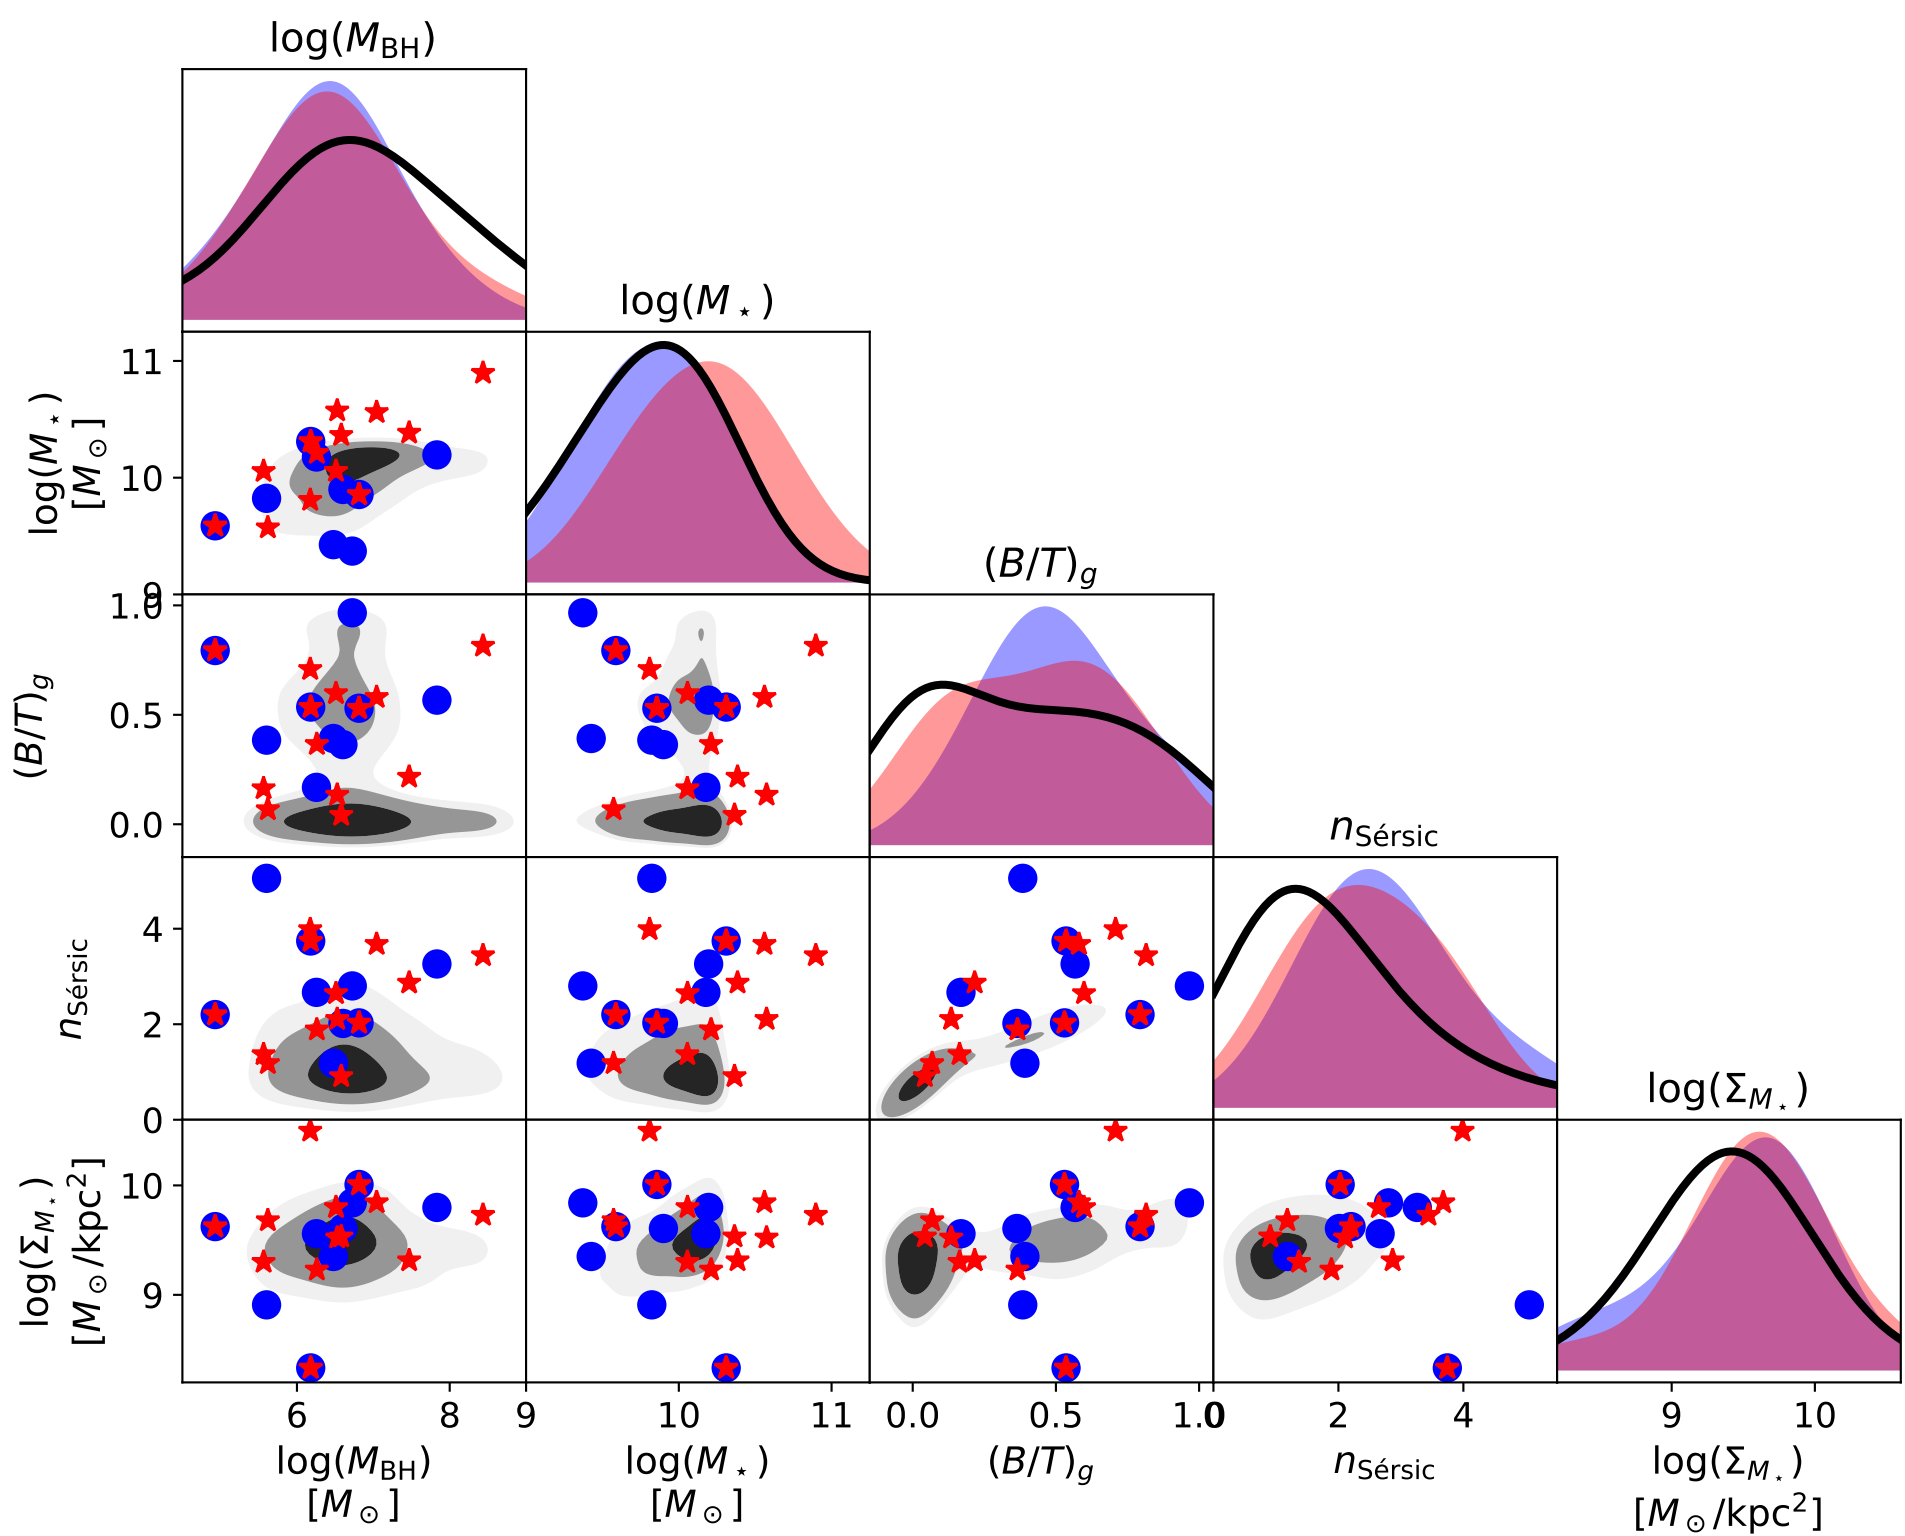 log(M_BH)
log(M_⋆)
(B/T)_g
n_Sérsic
log(Σ_M⋆)
log(M_⋆)
[M_⊙]
11
10
9
(B/T)_g
1.0
0.5
0.0
n_Sérsic
4
2
0
log(Σ_M⋆)
[M_⊙/kpc²]
10
9
6 8 9 10 11 0.0 0.5 1.0 0 2 4 9 10
log(M_BH) log(M_⋆) (B/T)_g n_Sérsic log(Σ_M⋆)
[M_⊙] [M_⊙] [M_⊙/kpc²]